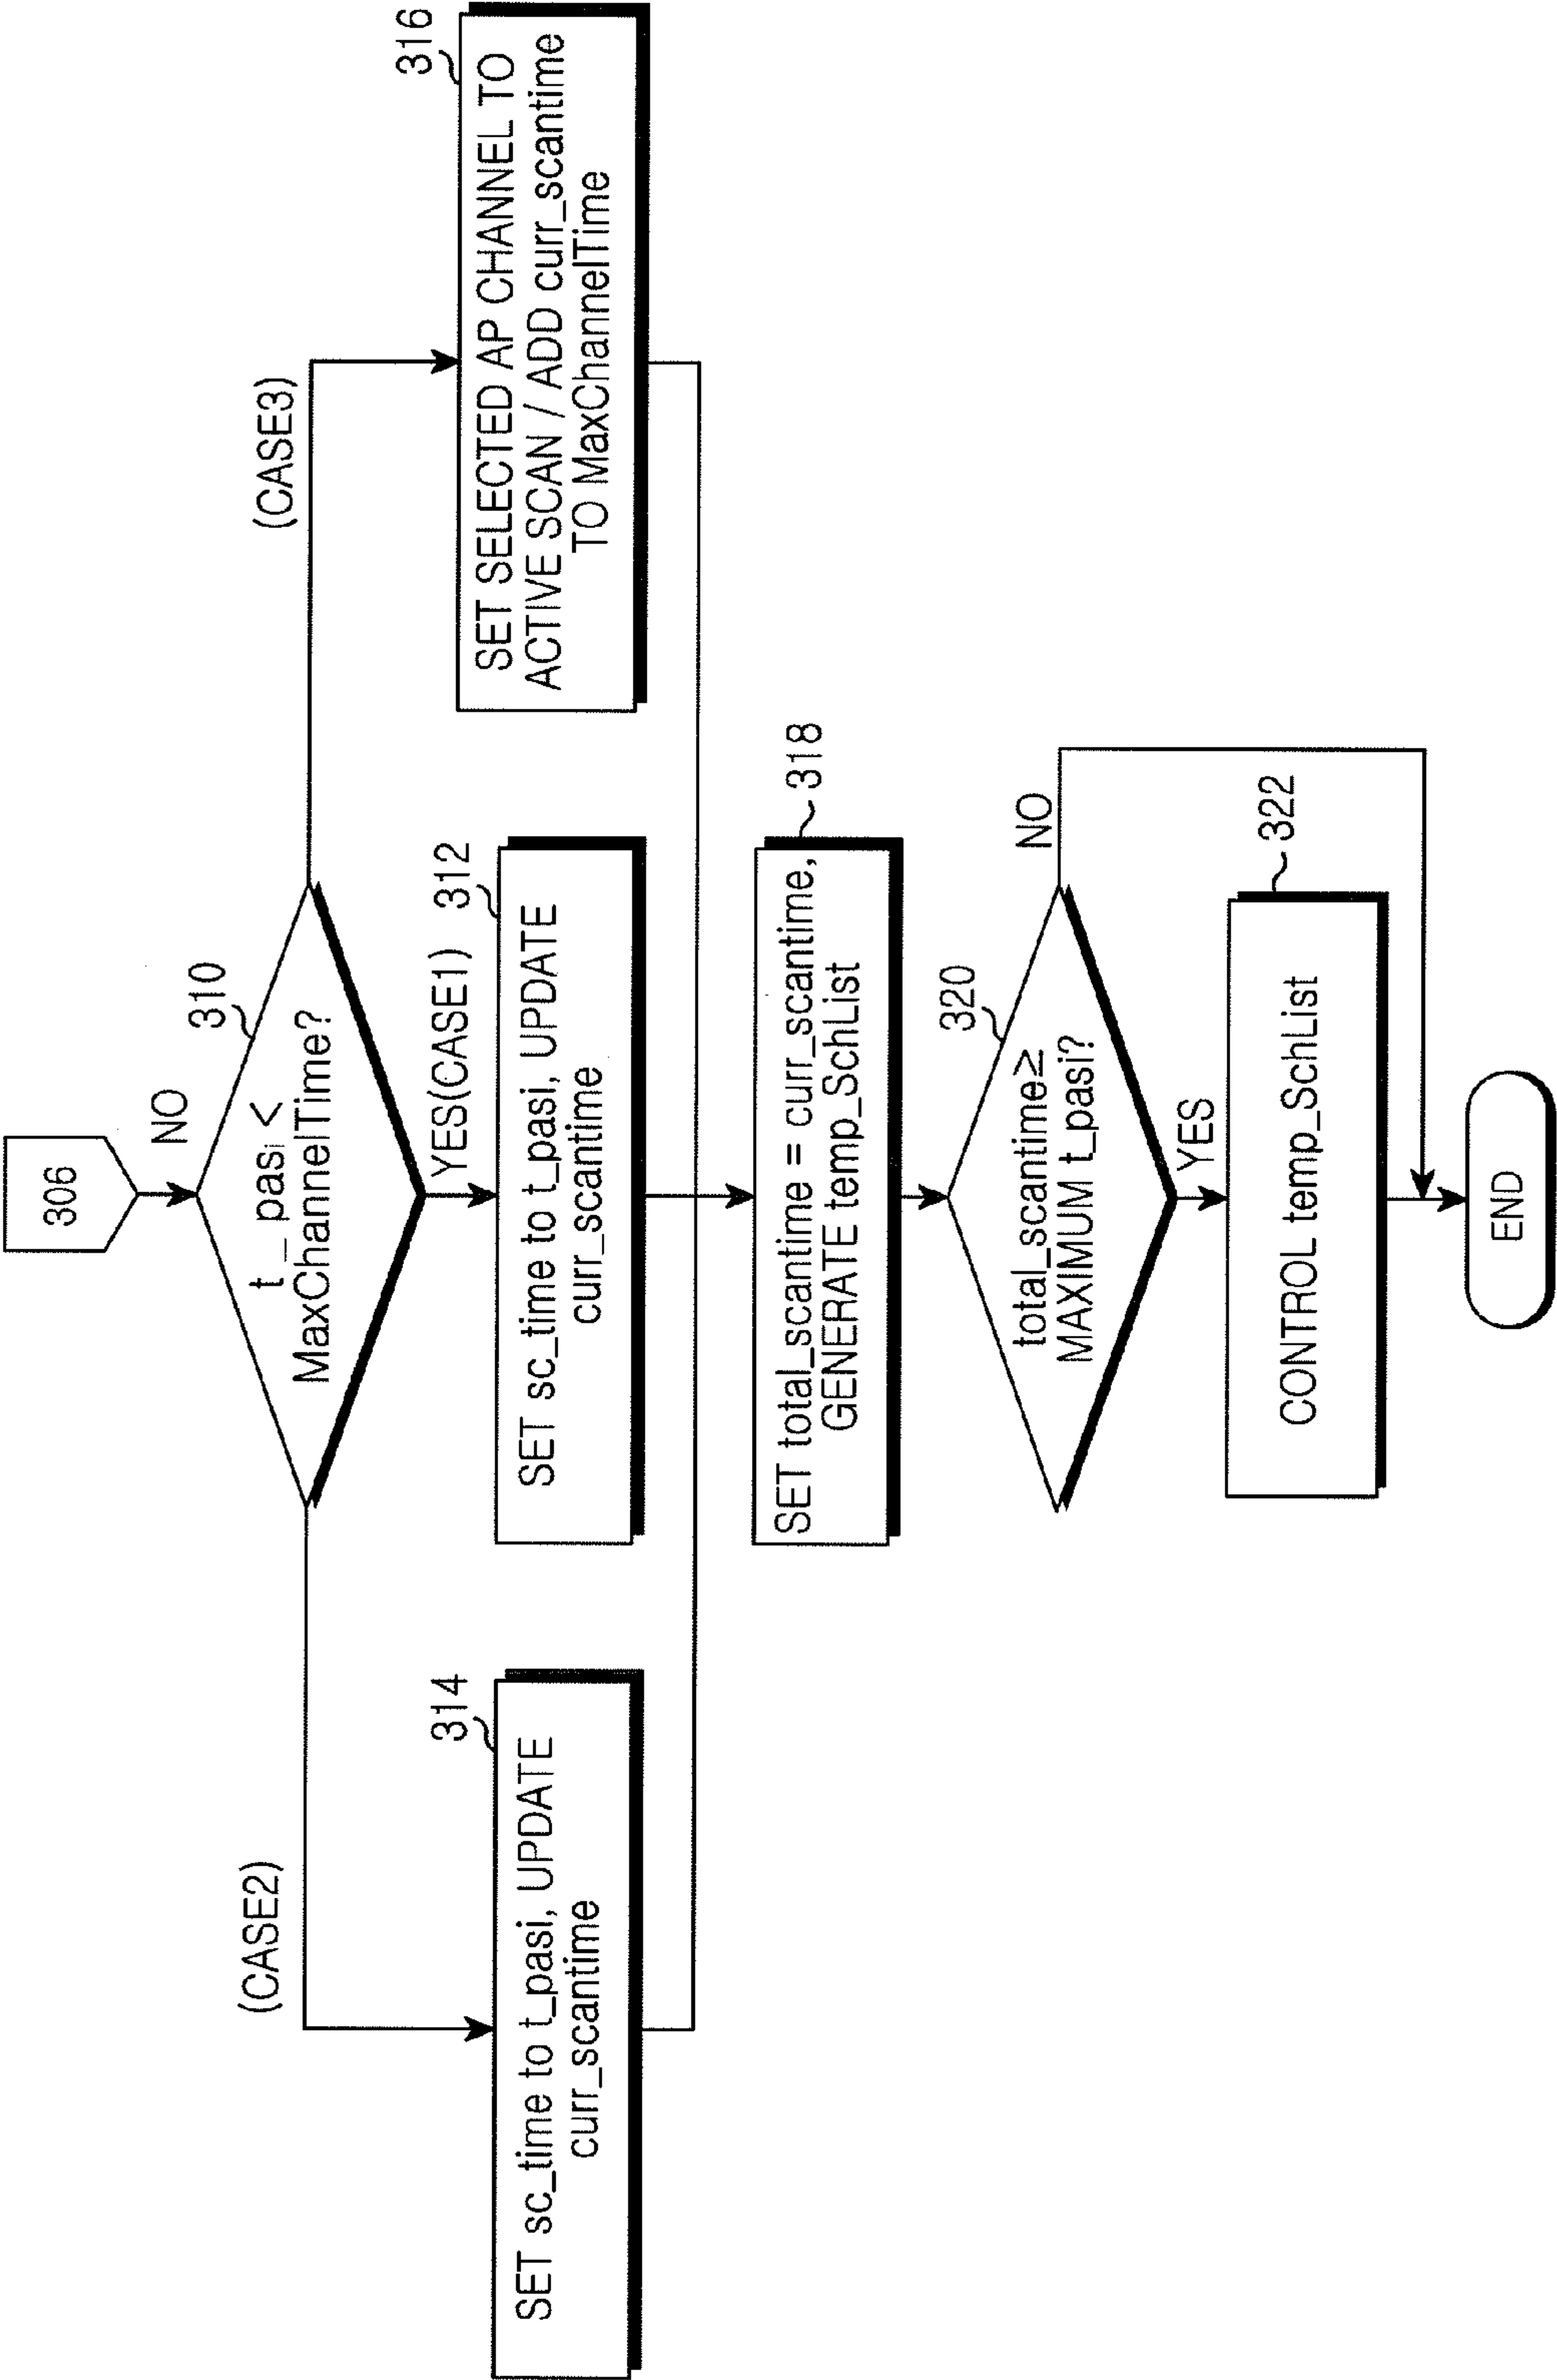 306
NO
310
t_pasi <
MaxChannelTime?
(CASE2)
YES(CASE1)
(CASE3)
314
SET sc_time to t_pasi, UPDATE
curr_scantime
312
SET sc_time to t_pasi, UPDATE
curr_scantime
316
SET SELECTED AP CHANNEL TO
ACTIVE SCAN / ADD curr_scantime
TO MaxChannelTime
318
SET total_scantime = curr_scantime,
GENERATE temp_SchList
320
total_scantime≥
MAXIMUM t_pasi?
NO
YES
322
CONTROL temp_SchList
END